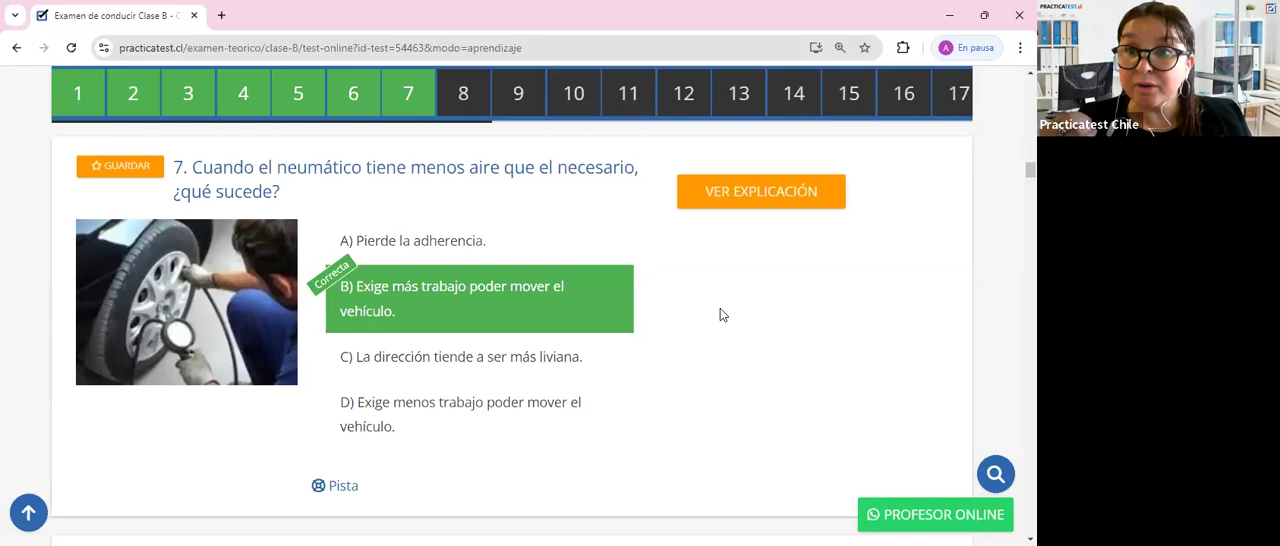 Examen de conducir Clase B - C
practicatest.cl/examen-teorico/clase-B/test-online?id-test=54463&modo=aprendizaje
A
En pausa
PRACTICATEST.cl
Practicatest Chile
1 2 3 4 5 6 7 8 9 10 11 12 13 14 15 16 17
GUARDAR
7. Cuando el neumático tiene menos aire que el necesario,
¿qué sucede?
VER EXPLICACIÓN
A) Pierde la adherencia.
Correcta
B) Exige más trabajo poder mover el
vehículo.
C) La dirección tiende a ser más liviana.
D) Exige menos trabajo poder mover el
vehículo.
Pista
PROFESOR ONLINE